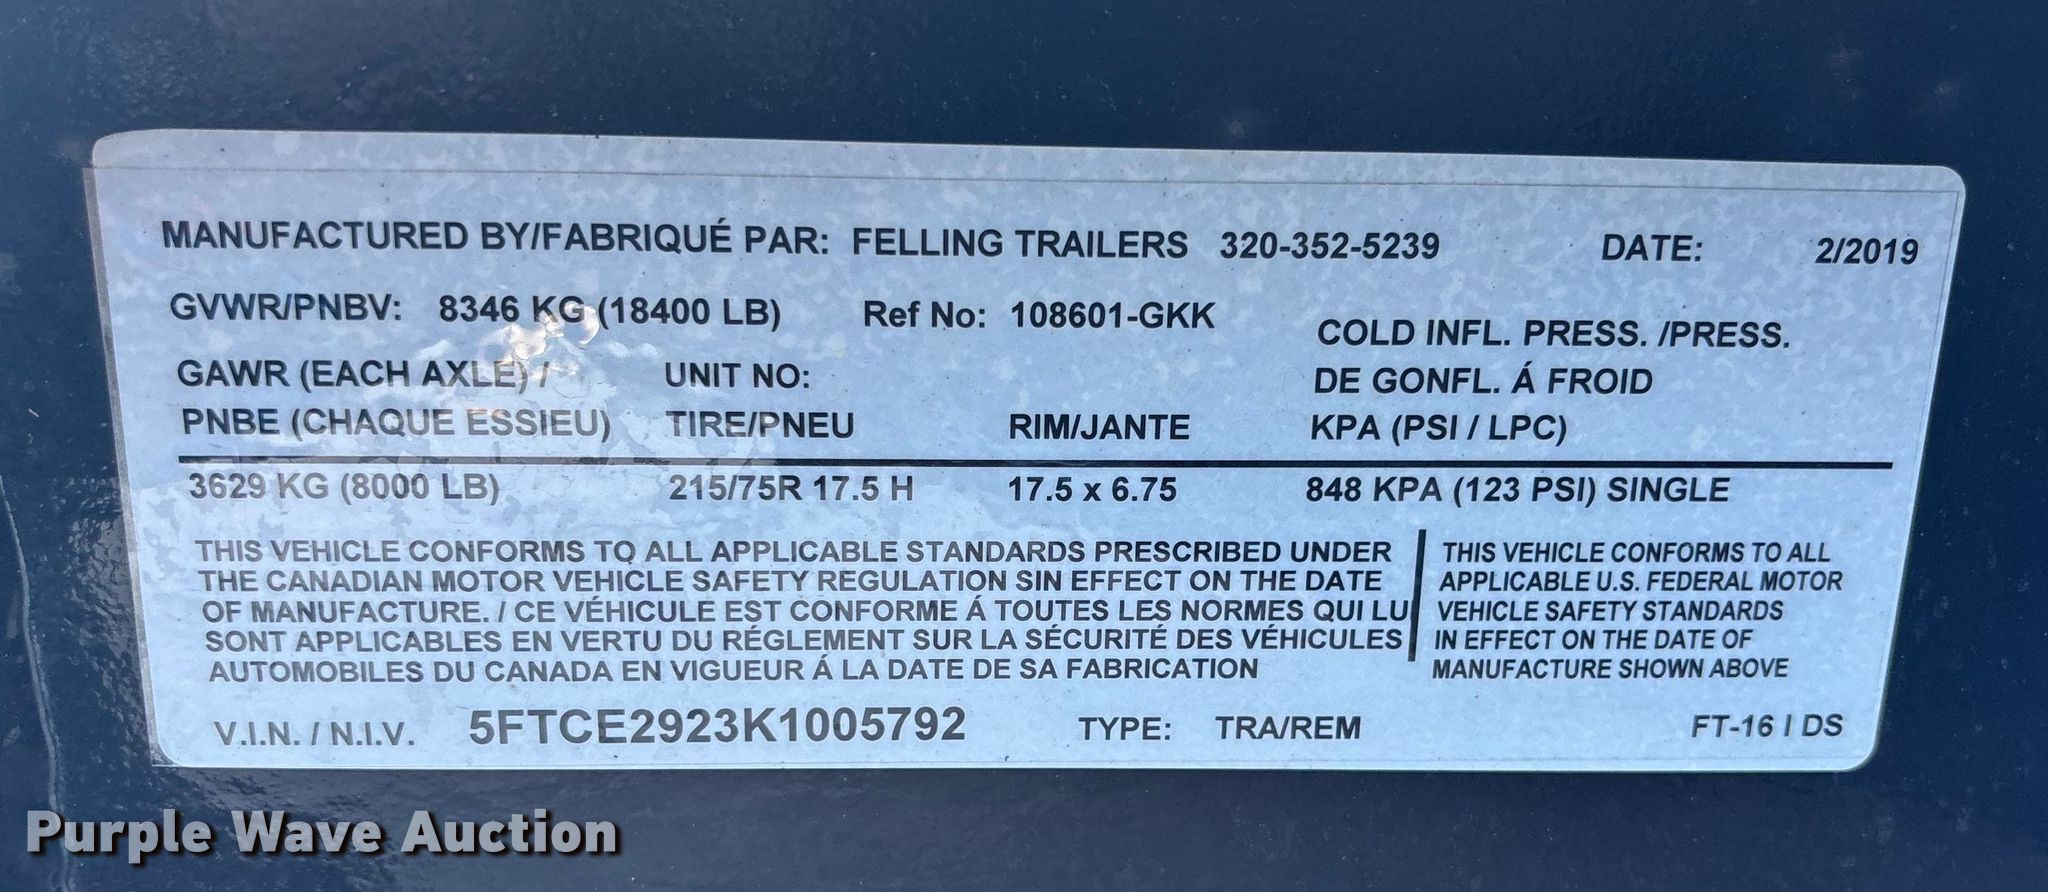 MANUFACTURED BY/FABRIQUÉ PAR: FELLING TRAILERS 320-352-5239 DATE: 2/2019
GVWR/PNBV: 8346 KG (18400 LB) Ref No: 108601-GKK
COLD INFL. PRESS. /PRESS.
GAWR (EACH AXLE) / UNIT NO: DE GONFL. Á FROID
PNBE (CHAQUE ESSIEU) TIRE/PNEU RIM/JANTE KPA (PSI / LPC)
3629 KG (8000 LB) 215/75R 17.5 H 17.5 x 6.75 848 KPA (123 PSI) SINGLE
THIS VEHICLE CONFORMS TO ALL APPLICABLE STANDARDS PRESCRIBED UNDER
THE CANADIAN MOTOR VEHICLE SAFETY REGULATION SIN EFFECT ON THE DATE
OF MANUFACTURE. / CE VÉHICULE EST CONFORME Á TOUTES LES NORMES QUI LU
SONT APPLICABLES EN VERTU DU RÉGLEMENT SUR LA SÉCURITÉ DES VÉHICULES
AUTOMOBILES DU CANADA EN VIGUEUR Á LA DATE DE SA FABRICATION
THIS VEHICLE CONFORMS TO ALL
APPLICABLE U.S. FEDERAL MOTOR
VEHICLE SAFETY STANDARDS
IN EFFECT ON THE DATE OF
MANUFACTURE SHOWN ABOVE
V.I.N. / N.I.V. 5FTCE2923K1005792 TYPE: TRA/REM FT-16 I DS
Purple Wave Auction